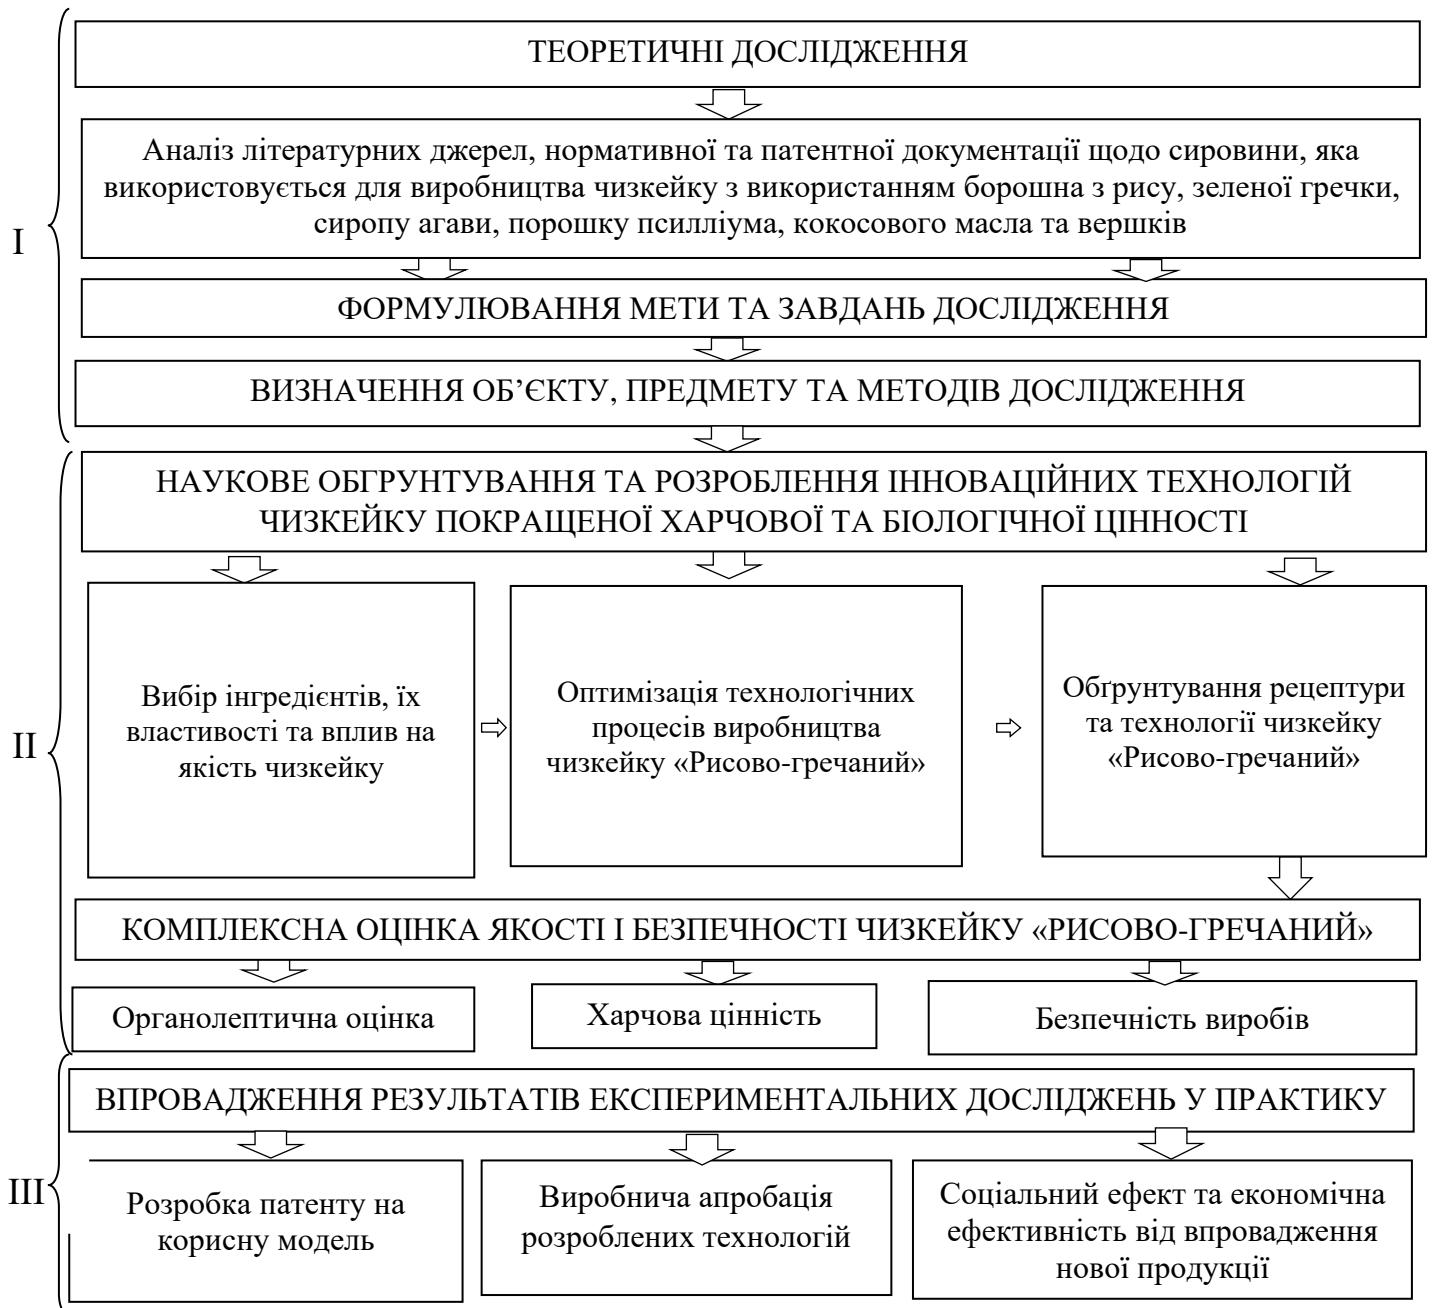 ТЕОРЕТИЧНІ ДОСЛІДЖЕННЯ
Аналіз літературних джерел, нормативної та патентної документації щодо сировини, яка
використовується для виробництва чизкейку з використанням борошна з рису, зеленої гречки,
сиропу агави, порошку псилліума, кокосового масла та вершків
I
ФОРМУЛЮВАННЯ МЕТИ ТА ЗАВДАНЬ ДОСЛІДЖЕННЯ
ВИЗНАЧЕННЯ ОБ’ЄКТУ, ПРЕДМЕТУ ТА МЕТОДІВ ДОСЛІДЖЕННЯ
НАУКОВЕ ОБГРУНТУВАННЯ ТА РОЗРОБЛЕННЯ ІННОВАЦІЙНИХ ТЕХНОЛОГІЙ
ЧИЗКЕЙКУ ПОКРАЩЕНОЇ ХАРЧОВОЇ ТА БІОЛОГІЧНОЇ ЦІННОСТІ
II
Вибір інгредієнтів, їх
властивості та вплив на
якість чизкейку
Оптимізація технологічних
процесів виробництва
чизкейку «Рисово-гречаний»
Обґрунтування рецептури
та технології чизкейку
«Рисово-гречаний»
КОМПЛЕКСНА ОЦІНКА ЯКОСТІ І БЕЗПЕЧНОСТІ ЧИЗКЕЙКУ «РИСОВО-ГРЕЧАНИЙ»
Органолептична оцінка
Харчова цінність
Безпечність виробів
ВПРОВАДЖЕННЯ РЕЗУЛЬТАТІВ ЕКСПЕРИМЕНТАЛЬНИХ ДОСЛІДЖЕНЬ У ПРАКТИКУ
III
Розробка патенту на
корисну модель
Виробнича апробація
розроблених технологій
Соціальний ефект та економічна
ефективність від впровадження
нової продукції